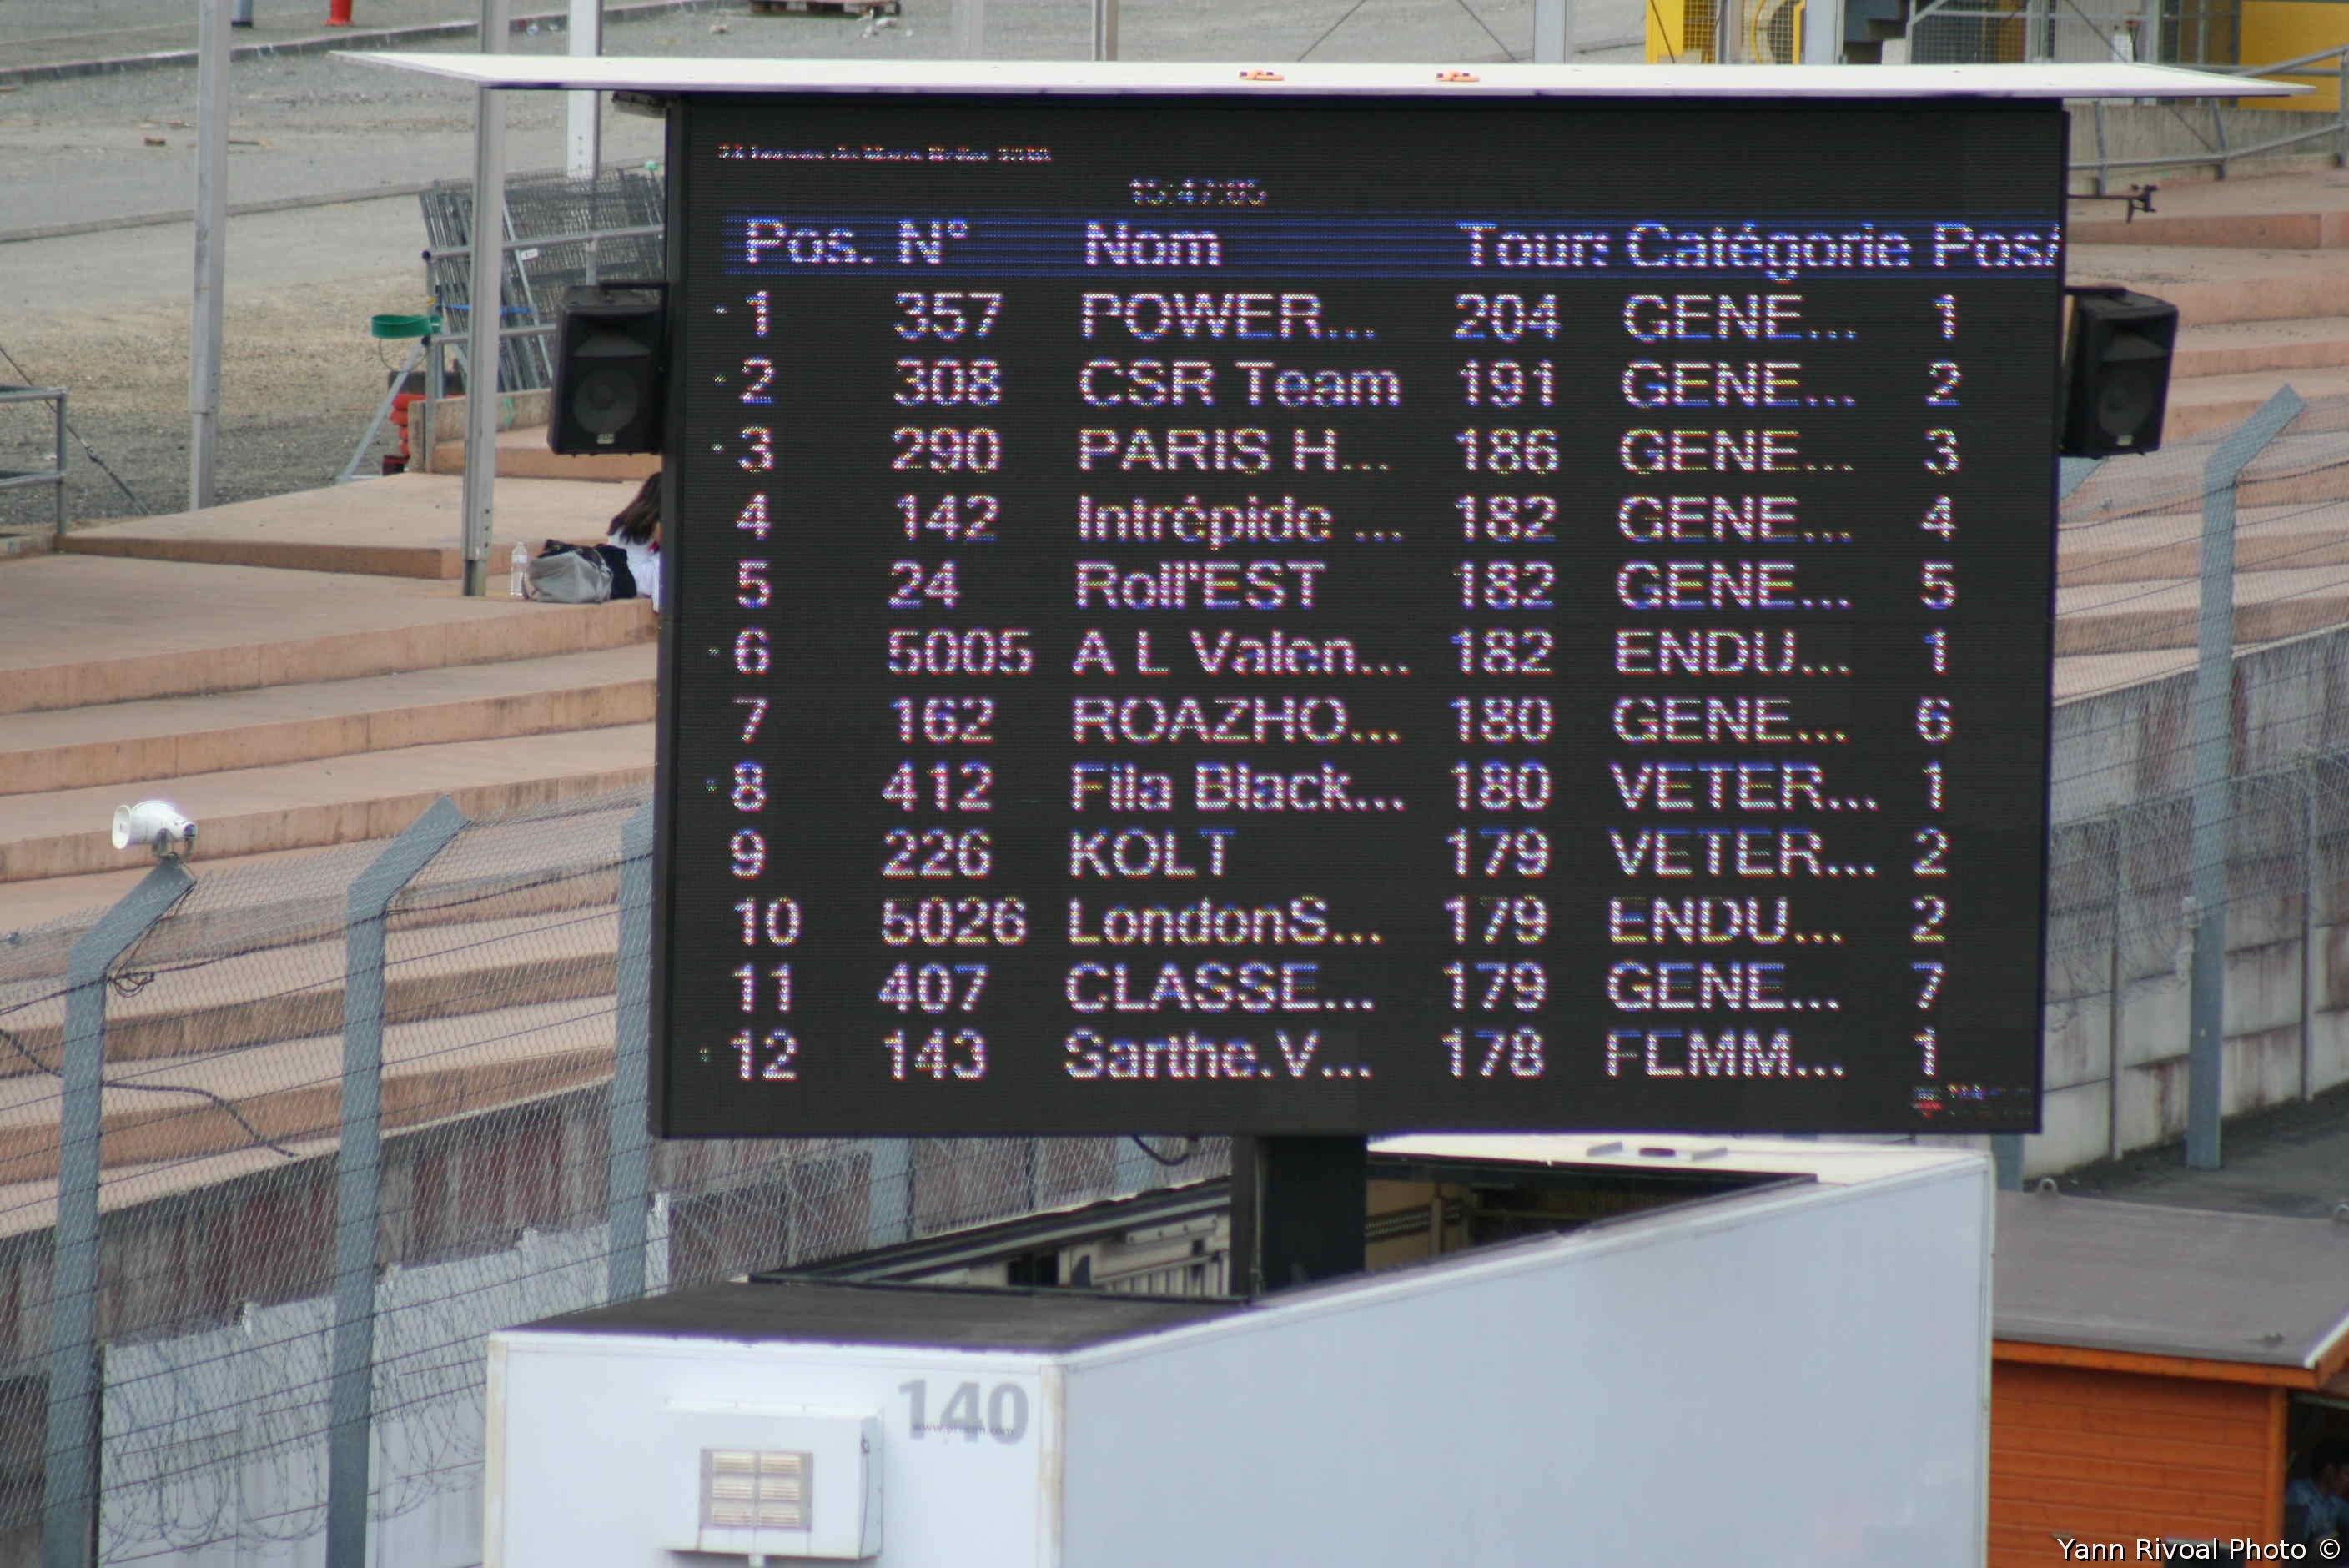 15:47:05
Pos. N° Nom Tours Catégorie Pos/
1 357 POWER... 204 GENE... 1
2 308 CSR Team 191 GENE... 2
3 290 PARIS H... 186 GENE... 3
4 142 Intrépide ... 182 GENE... 4
5 24 Roll'EST 182 GENE... 5
6 5005 A L Valen... 182 ENDU... 1
7 162 ROAZHO... 180 GENE... 6
8 412 Fila Black... 180 VETER... 1
9 226 KOLT 179 VETER... 2
10 5026 LondonS... 179 ENDU... 2
11 407 CLASSE... 179 GENE... 7
12 143 Sarthe.V... 178 FEMM... 1
140
Yann Rivoal Photo ©